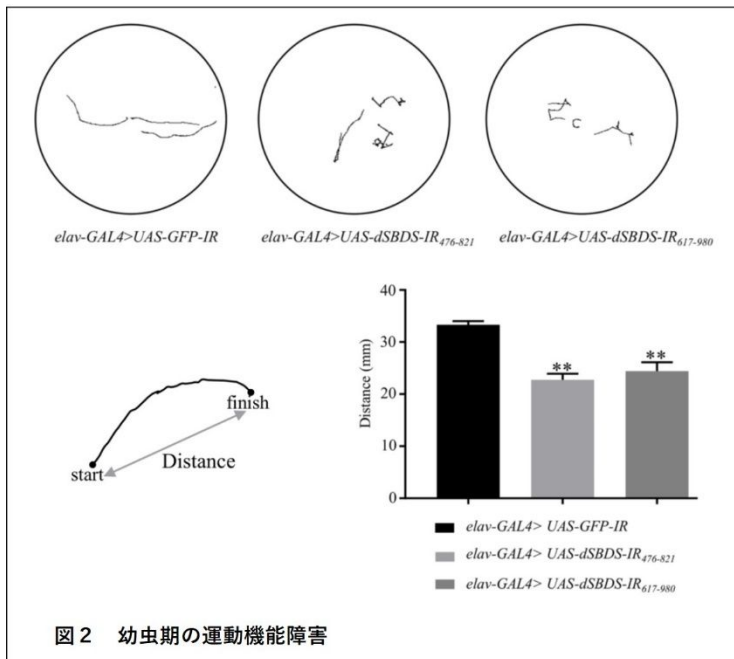 elav-GAL4>UAS-GFP-IR
elav-GAL4>UAS-dSBDS-IR476-821
elav-GAL4>UAS-dSBDS-IR617-980
start
finish
Distance
Distance (mm)
40
30
20
10
0
**
**
elav-GAL4> UAS-GFP-IR
elav-GAL4> UAS-dSBDS-IR476-821
elav-GAL4> UAS-dSBDS-IR617-980
図2 幼虫期の運動機能障害